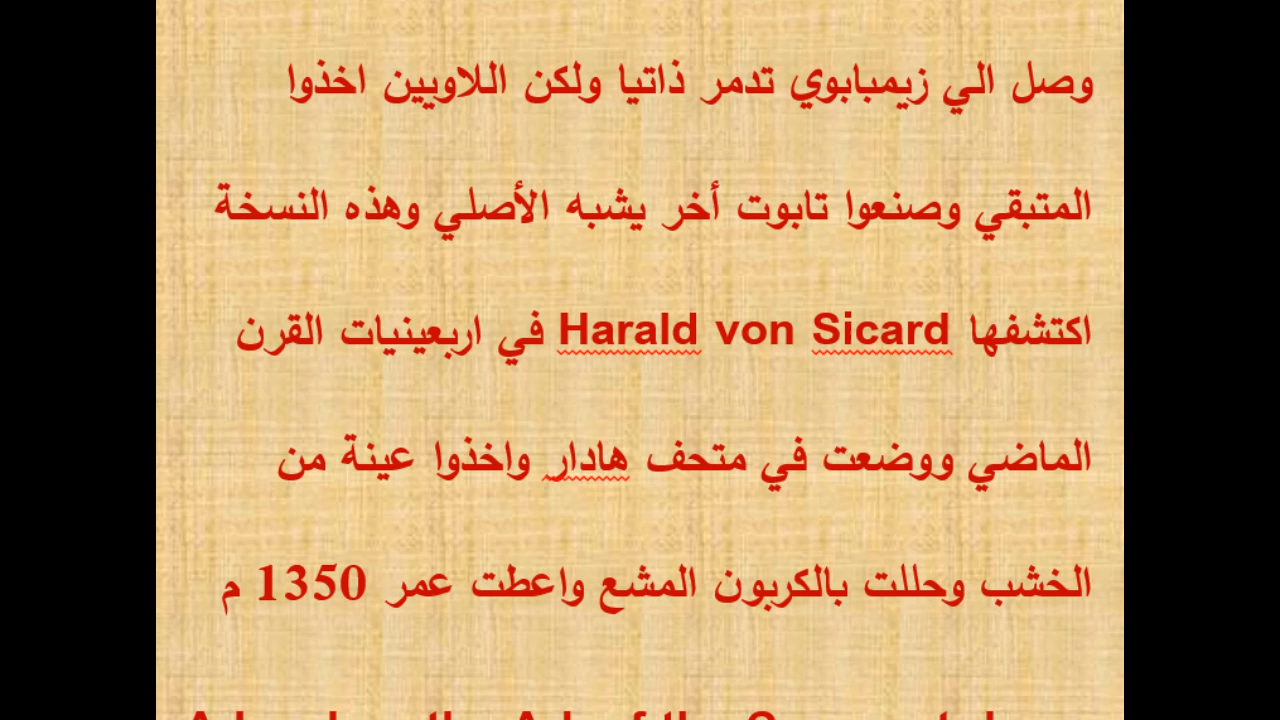 وصل الي زيمبابوي تدمر ذاتيا ولكن اللاويين اخذوا
المتبقي وصنعوا تابوت أخر يشبه الأصلي وهذه النسخة
اكتشفها Harald von Sicard في اربعينيات القرن
الماضي ووضعت في متحف هادار واخذوا عينة من
الخشب وحللت بالكربون المشع واعطت عمر 1350 م